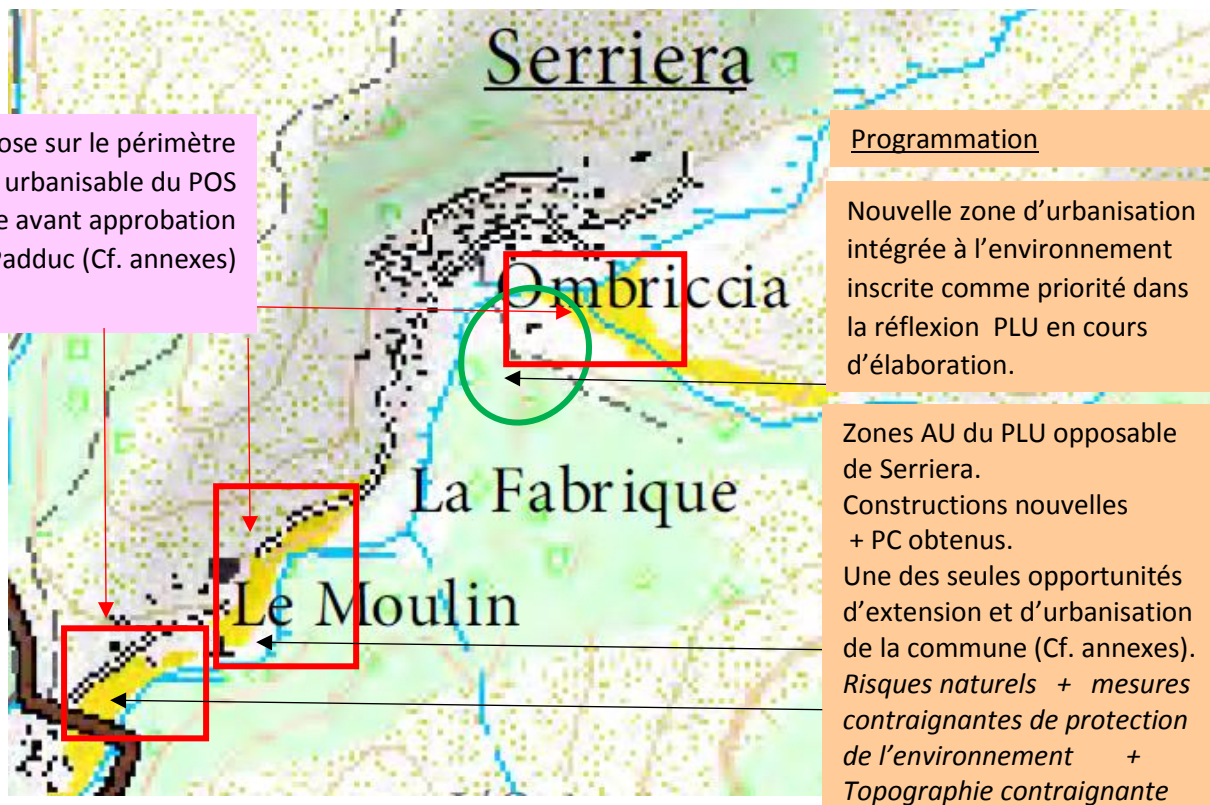 Serriera
ose sur le périmètre
urbanisable du POS
e avant approbation
Padduc (Cf. annexes)
Programmation
Nouvelle zone d’urbanisation
intégrée à l’environnement
inscrite comme priorité dans
la réflexion PLU en cours
d’élaboration.
Ombriccia
La Fabrique
Le Moulin
Zones AU du PLU opposable
de Serriera.
Constructions nouvelles
+ PC obtenus.
Une des seules opportunités
d’extension et d’urbanisation
de la commune (Cf. annexes).
Risques naturels + mesures
contraignantes de protection
de l’environnement +
Topographie contraignante